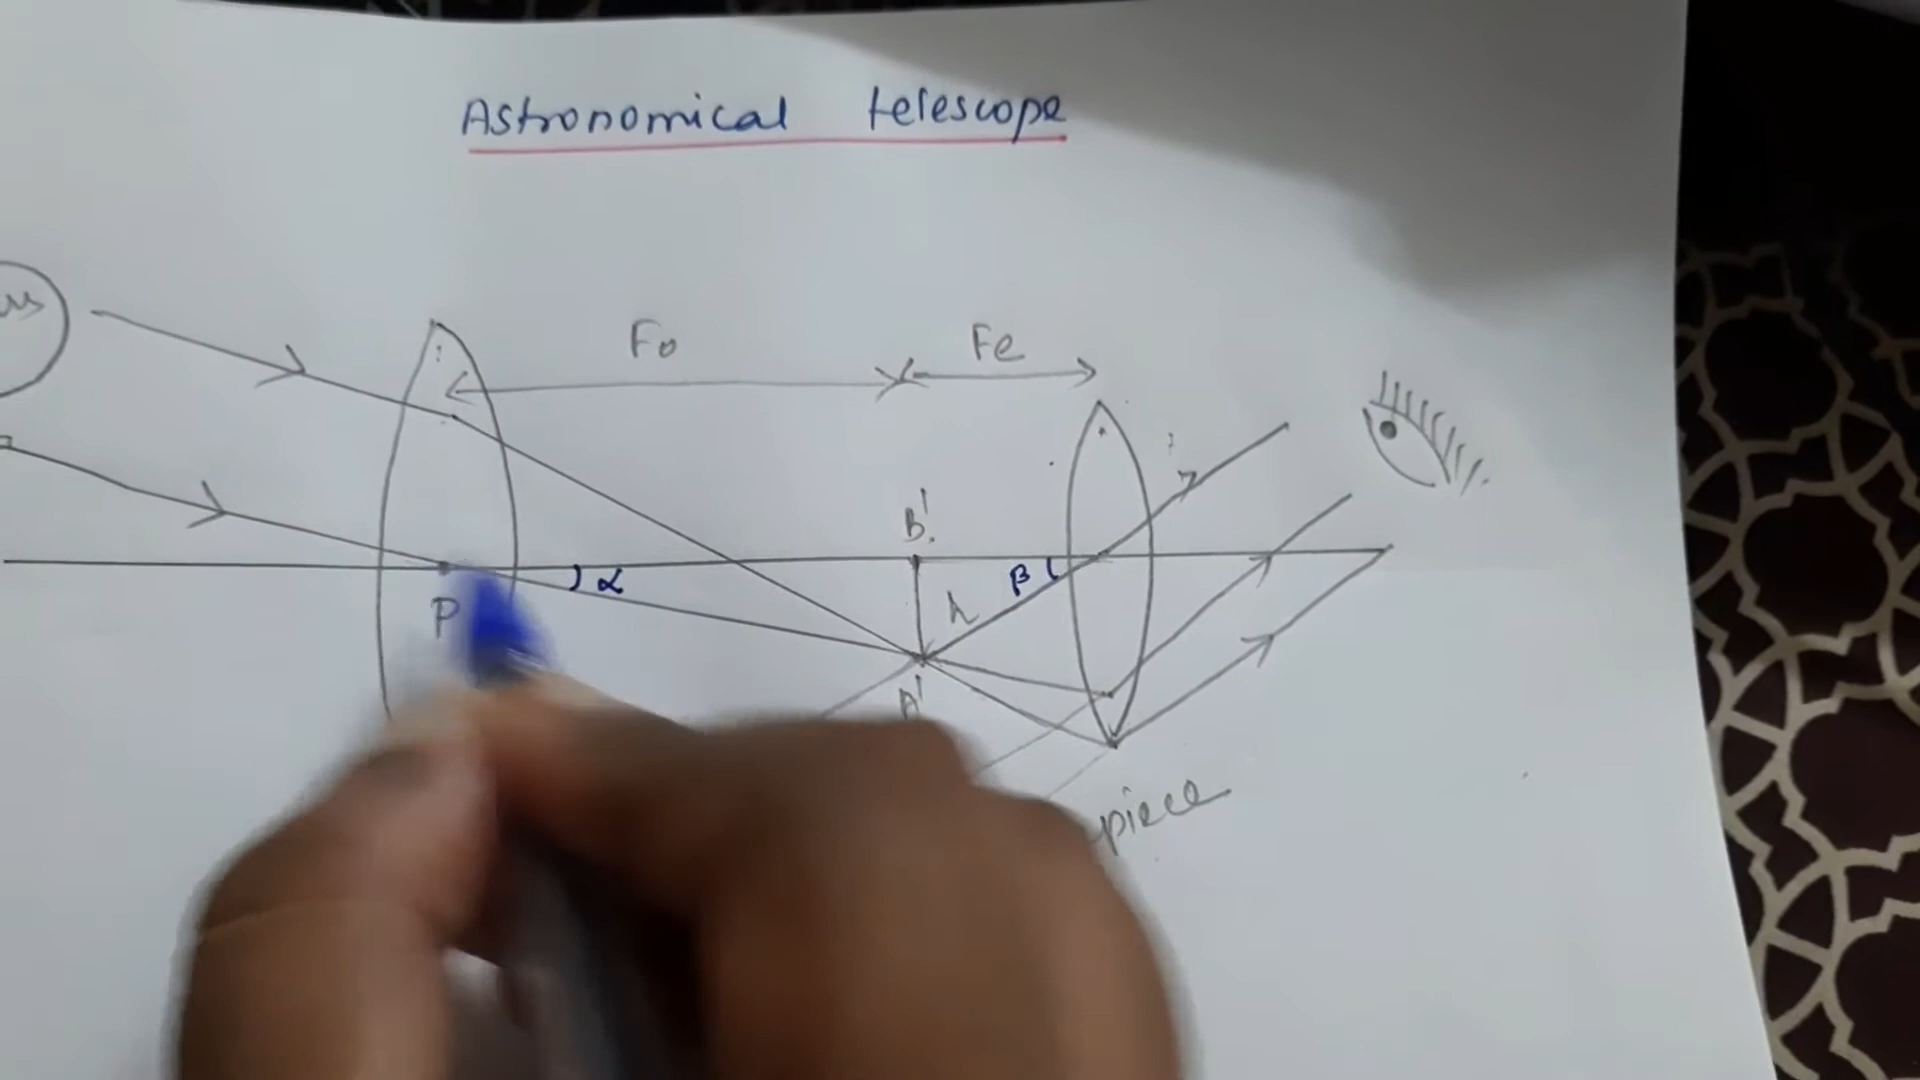 Astronomical telescope
Fo
Fe
B'
α
β
h
P
A'
piece